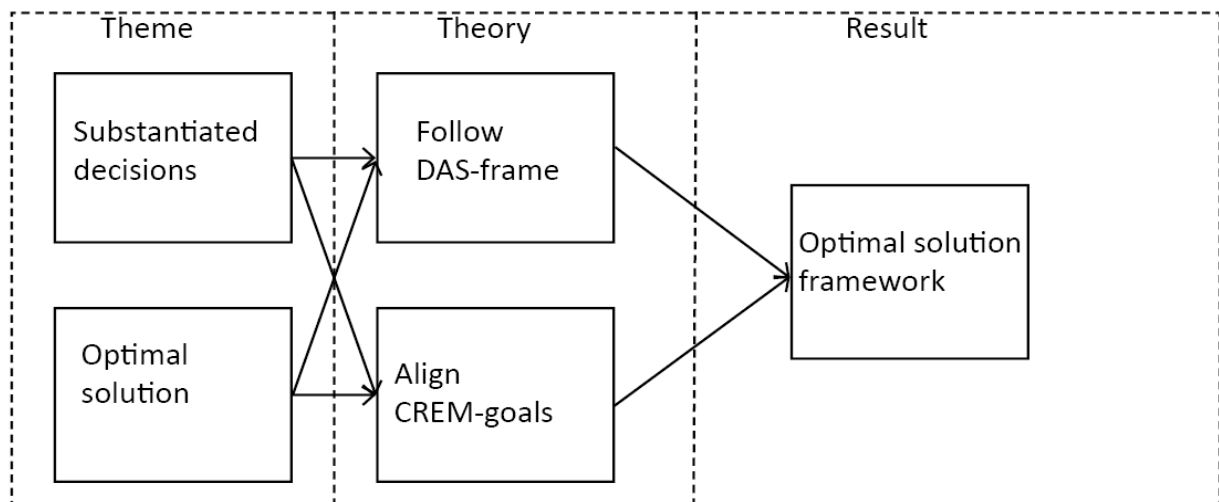 Theme
Theory
Result
Substantiated
decisions
Follow
DAS-frame
Optimal solution
framework
Optimal
solution
Align
CREM-goals